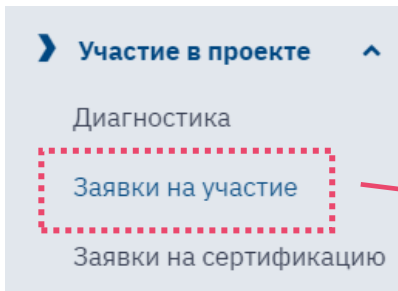 Участие в проекте
Диагностика
Заявки на участие
Заявки на сертификацию